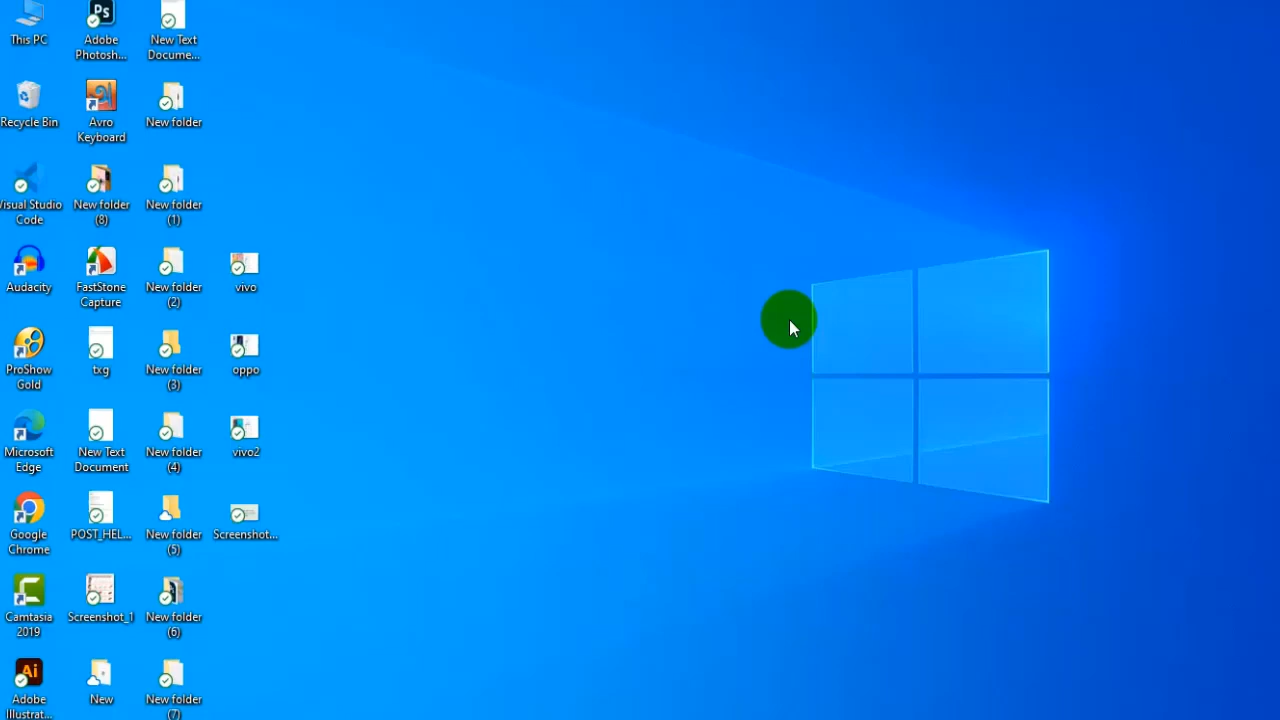 This PC
Adobe
Photosh...
New Text
Docume...
Recycle Bin
Avro
Keyboard
New folder
Visual Studio
Code
New folder
(8)
New folder
(1)
Audacity
FastStone
Capture
New folder
(2)
vivo
ProShow
Gold
txg
New folder
(3)
oppo
Microsoft
Edge
New Text
Document
New folder
(4)
vivo2
Google
Chrome
POST_HEL...
New folder
(5)
Screenshot...
Camtasia
2019
Screenshot_1
New folder
(6)
Adobe
Illustrat...
New
New folder
(7)
Ps
Ai